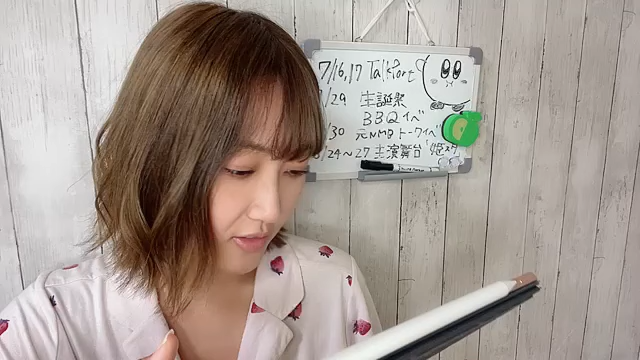 7/16,17 Talkport
/29 生誕祭
BBQイベ
/30 元NMBトークイベ
/24〜27 主演舞台